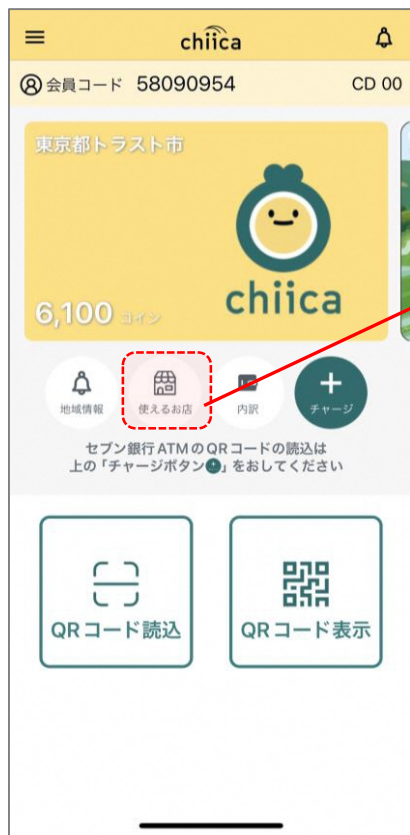 chiica
会員コード 58090954 CD 00
東京都トラスト市
chiica
6,100 コイン
地域情報 使えるお店 内訳 チャージ
セブン銀行ATMのQRコードの読込は
上の「チャージボタン＋」をおしてください
QRコード読込 QRコード表示